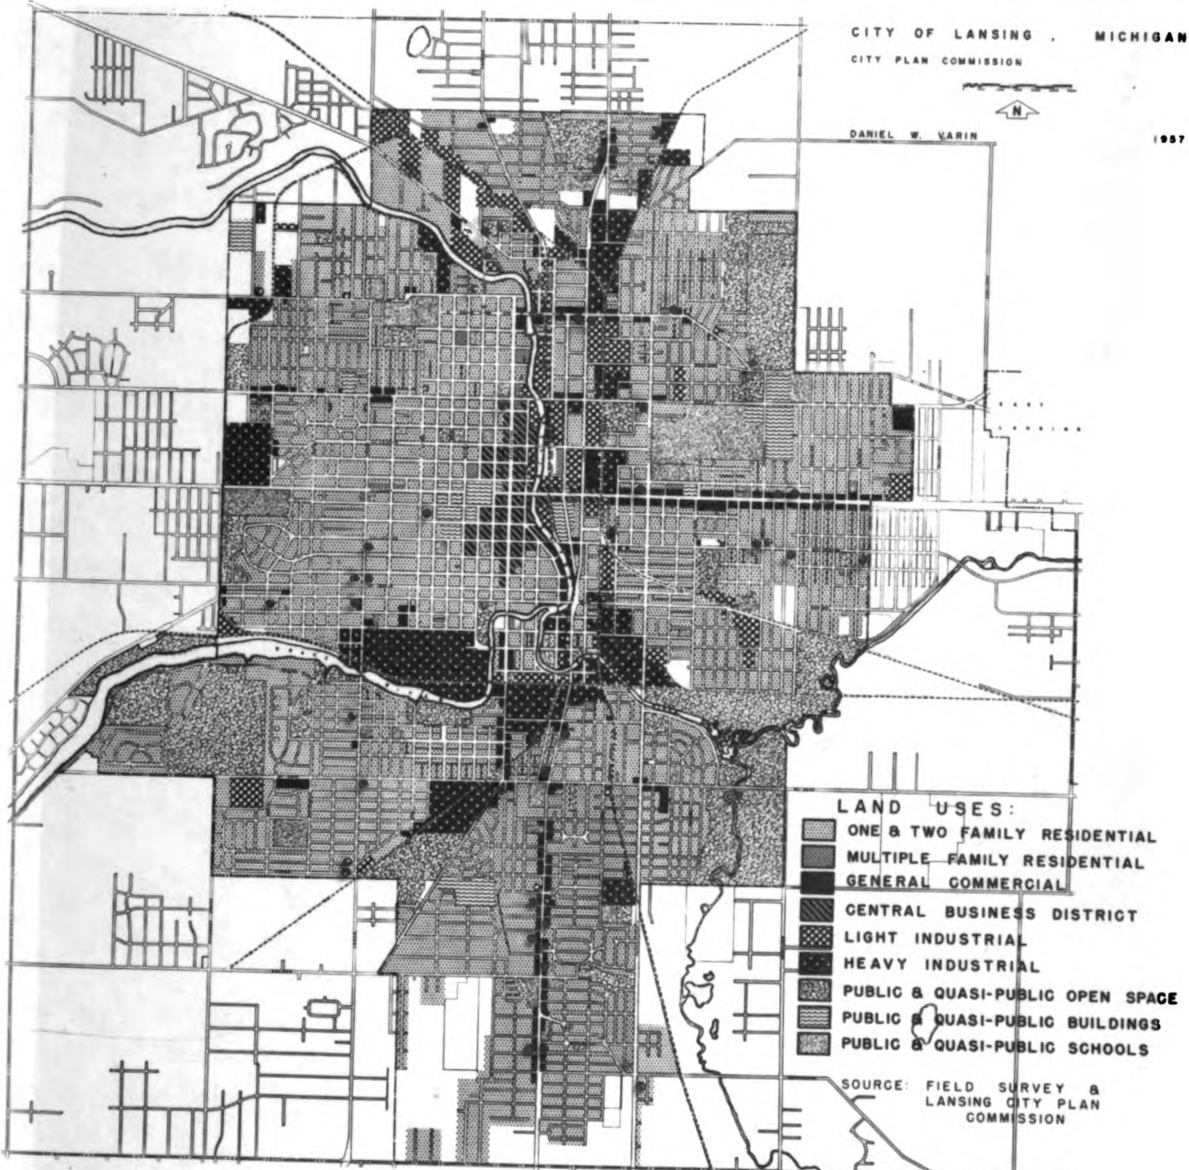 CITY OF LANSING , MICHIGAN
CITY PLAN COMMISSION
N
DANIEL W. VARIN 1957
EAST
LAND USES:
ONE & TWO FAMILY RESIDENTIAL
MULTIPLE FAMILY RESIDENTIAL
GENERAL COMMERCIAL
CENTRAL BUSINESS DISTRICT
LIGHT INDUSTRIAL
HEAVY INDUSTRIAL
PUBLIC & QUASI-PUBLIC OPEN SPACE
PUBLIC & QUASI-PUBLIC BUILDINGS
PUBLIC & QUASI-PUBLIC SCHOOLS
SOURCE: FIELD SURVEY &
LANSING CITY PLAN
COMMISSION